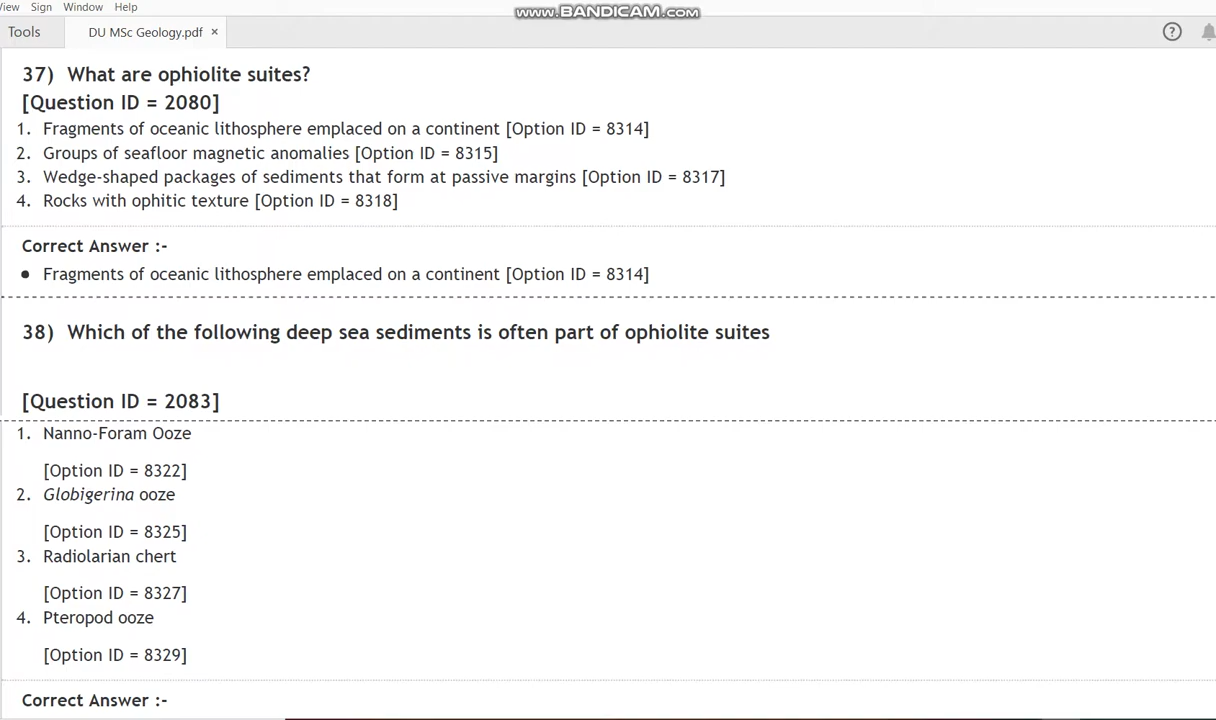 View Sign Window Help
www.BANDICAM.com
Tools
DU MSc Geology.pdf ×
?
37) What are ophiolite suites?
[Question ID = 2080]
1. Fragments of oceanic lithosphere emplaced on a continent [Option ID = 8314]
2. Groups of seafloor magnetic anomalies [Option ID = 8315]
3. Wedge-shaped packages of sediments that form at passive margins [Option ID = 8317]
4. Rocks with ophitic texture [Option ID = 8318]
Correct Answer :-
• Fragments of oceanic lithosphere emplaced on a continent [Option ID = 8314]
38) Which of the following deep sea sediments is often part of ophiolite suites
[Question ID = 2083]
1. Nanno-Foram Ooze
[Option ID = 8322]
2. Globigerina ooze
[Option ID = 8325]
3. Radiolarian chert
[Option ID = 8327]
4. Pteropod ooze
[Option ID = 8329]
Correct Answer :-